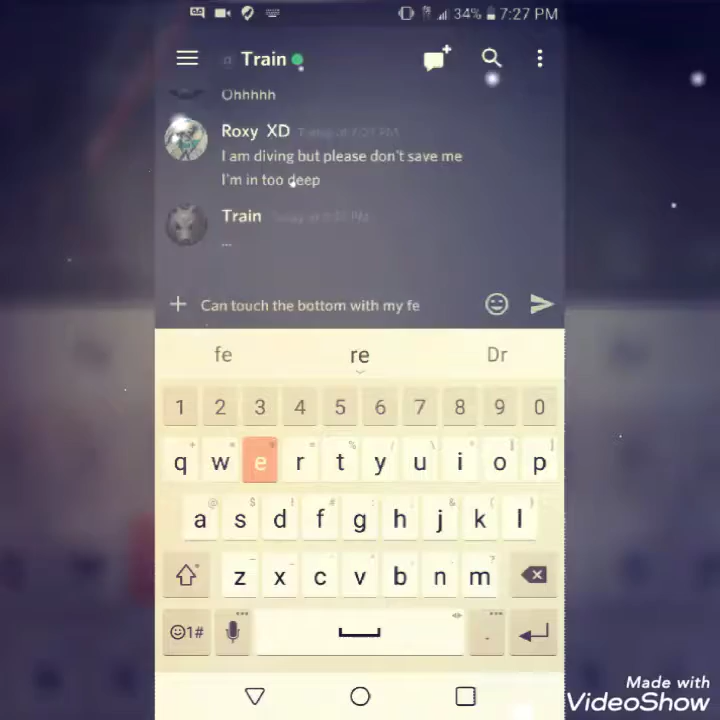 34% 7:27 PM
Train
Ohhhhh
Roxy XD
I am diving but please don't save me
I'm in too deep
Train
...
Can touch the bottom with my fe
fe re Dr
1 2 3 4 5 6 7 8 9 0
q w e r t y u i o p
a s d f g h j k l
z x c v b n m
1#
Made with
VideoShow